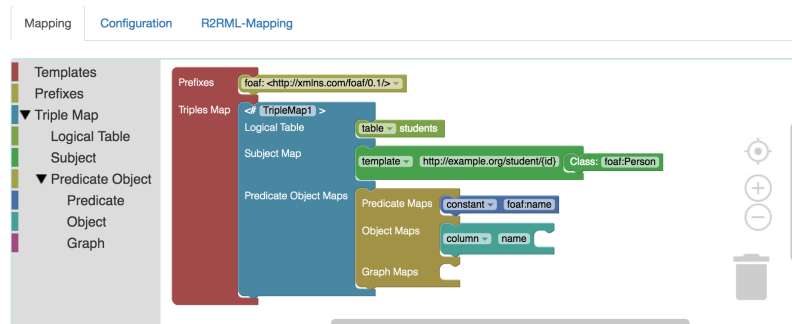 Mapping Configuration R2RML-Mapping
Templates
Prefixes
Triple Map
Logical Table
Subject
Predicate Object
Predicate
Object
Graph
Prefixes foaf: <http://xmlns.com/foaf/0.1/>
Triples Map <# TripleMap1 >
Logical Table table students
Subject Map template http://example.org/student/{id} Class: foaf:Person
Predicate Object Maps Predicate Maps constant foaf:name
Object Maps column name
Graph Maps